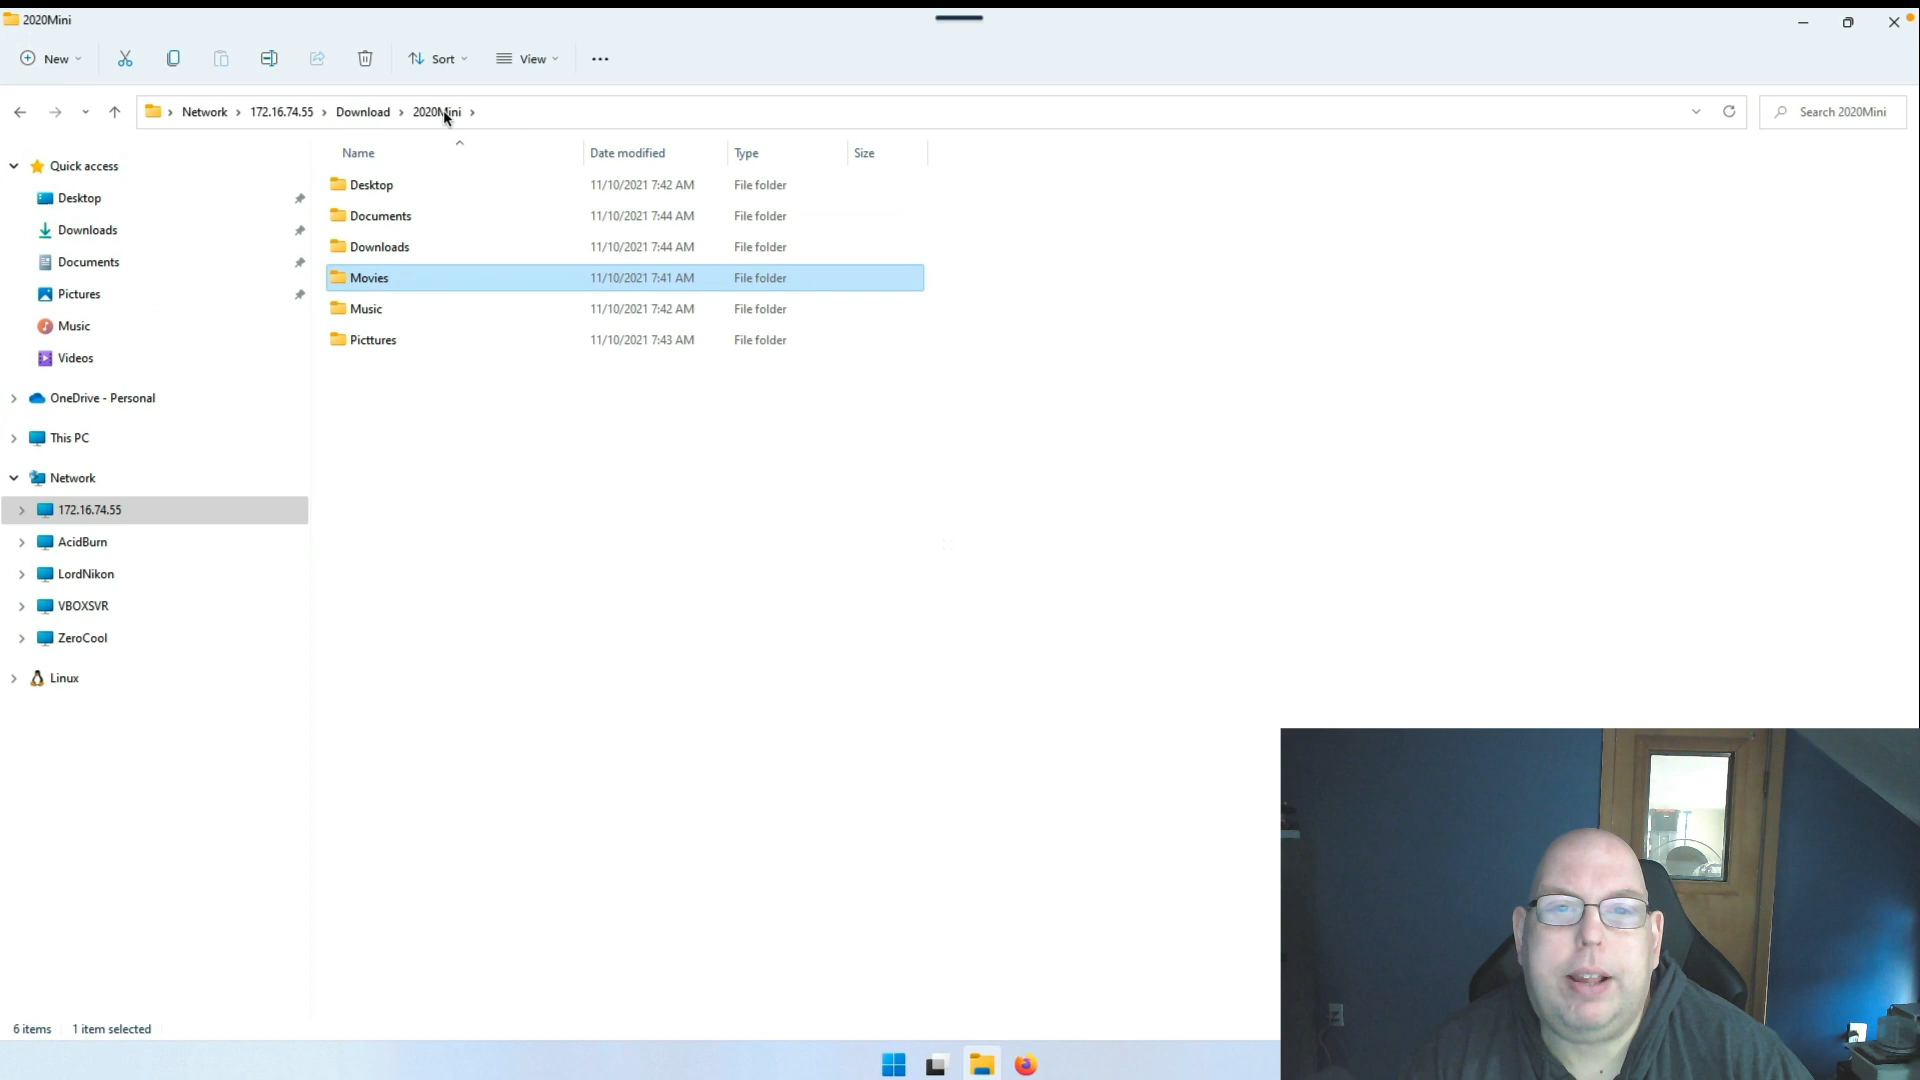 2020Mini
New
Sort
View
Network
172.16.74.55
Download
2020Mini
Search 2020Mini
Name
Date modified
Type
Size
Quick access
Desktop
Downloads
Documents
Pictures
Music
Videos
OneDrive - Personal
This PC
Network
172.16.74.55
AcidBurn
LordNikon
VBOXSVR
ZeroCool
Linux
Desktop 11/10/2021 7:42 AM File folder
Documents 11/10/2021 7:44 AM File folder
Downloads 11/10/2021 7:44 AM File folder
Movies 11/10/2021 7:41 AM File folder
Music 11/10/2021 7:42 AM File folder
Picttures 11/10/2021 7:43 AM File folder
6 items 1 item selected